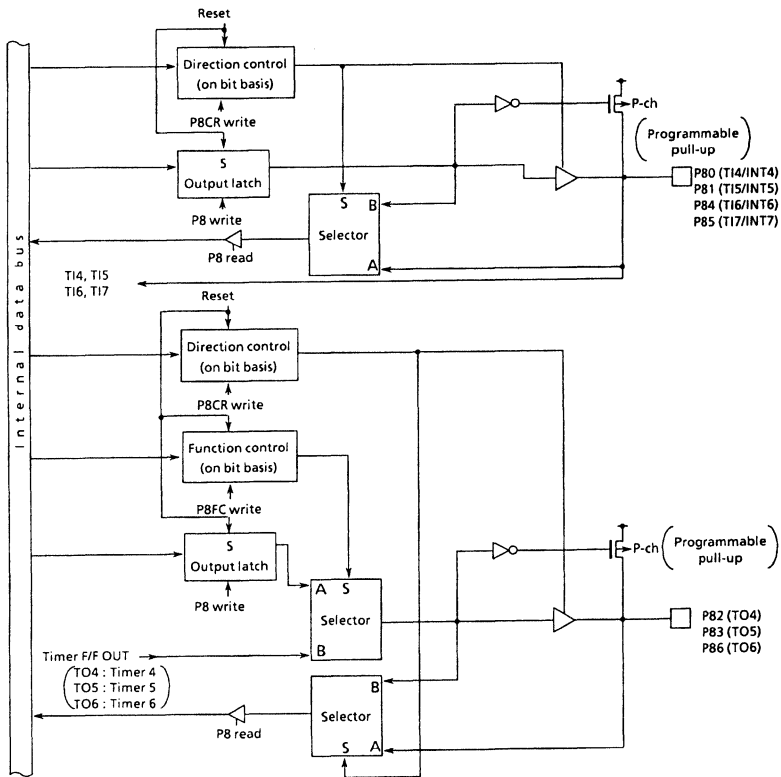 Internal data bus
Reset
Direction control
(on bit basis)
P8CR write
S
Output latch
P8 write
S
B
Selector
A
P8 read
P-ch
(Programmable
pull-up)
P80 (TI4/INT4)
P81 (TI5/INT5)
P84 (TI6/INT6)
P85 (TI7/INT7)
TI4, TI5
TI6, TI7
Reset
Direction control
(on bit basis)
P8CR write
Function control
(on bit basis)
P8FC write
S
Output latch
P8 write
A S
Selector
B
Timer F/F OUT
(TO4 : Timer 4
TO5 : Timer 5
TO6 : Timer 6)
B
Selector
S A
P8 read
P-ch
(Programmable
pull-up)
P82 (TO4)
P83 (TO5)
P86 (TO6)